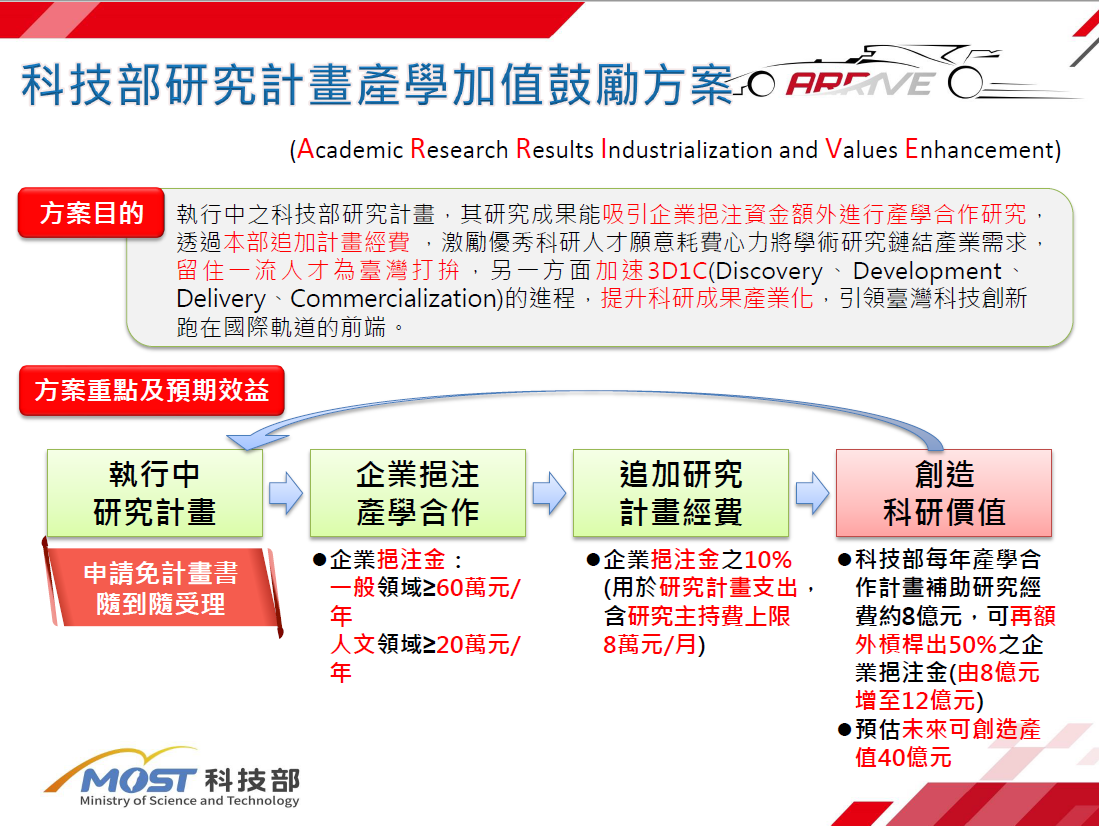 科技部研究計畫產學加值鼓勵方案
ARRIVE
(Academic Research Results Industrialization and Values Enhancement)
方案目的
執行中之科技部研究計畫，其研究成果能吸引企業挹注資金額外進行產學合作研究，
透過本部追加計畫經費，激勵優秀科研人才願意耗費心力將學術研究鏈結產業需求，
留住一流人才為臺灣打拚，另一方面加速3D1C(Discovery、Development、
Delivery、Commercialization)的進程，提升科研成果產業化，引領臺灣科技創新
跑在國際軌道的前端。
方案重點及預期效益
執行中
研究計畫
申請免計畫書
隨到隨受理
企業挹注
產學合作
●企業挹注金：
一般領域≥60萬元/
年
人文領域≥20萬元/
年
追加研究
計畫經費
●企業挹注金之10%
(用於研究計畫支出，
含研究主持費上限
8萬元/月)
創造
科研價值
●科技部每年產學合
作計畫補助研究經
費約8億元，可再額
外槓桿出50%之企
業挹注金(由8億元
增至12億元)
●預估未來可創造產
值40億元
MOST 科技部
Ministry of Science and Technology